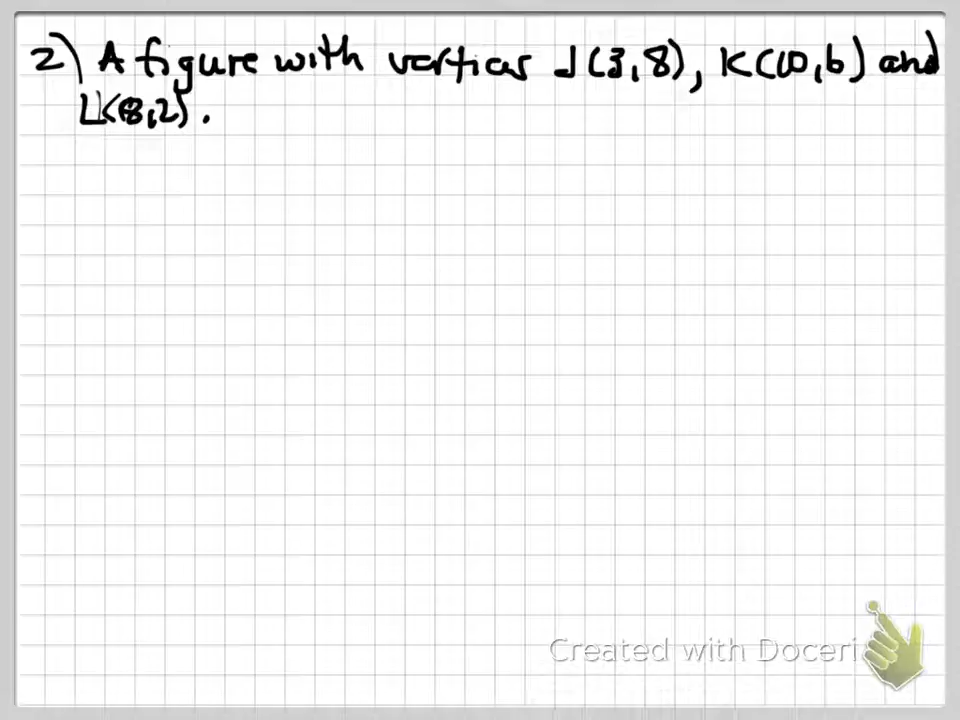 2) A figure with vertices J(3,8), K(10,6) and
L(8,2).
Created with Doceri